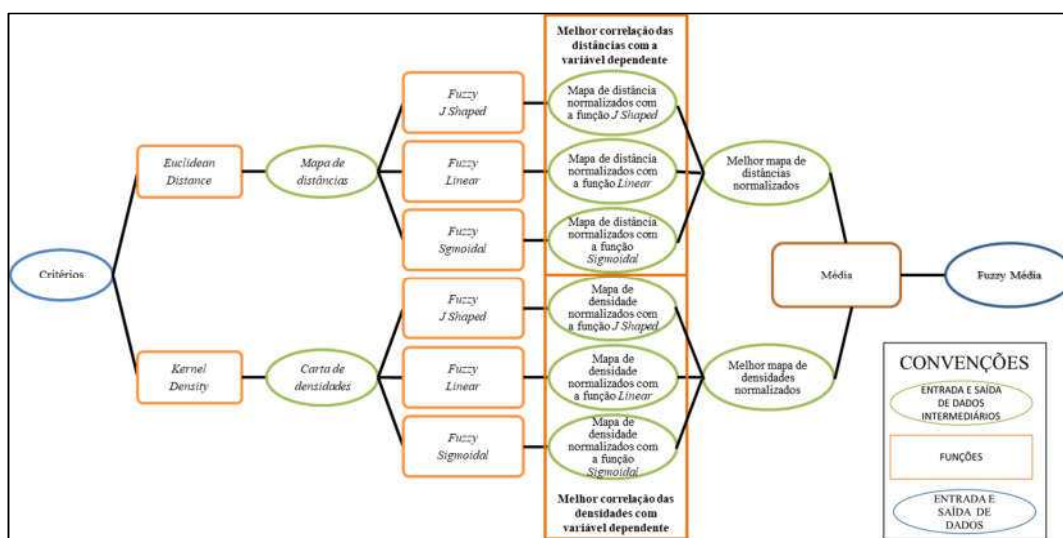 Melhor correlação das
distâncias com a
variável dependente
Critérios
Euclidean
Distance
Mapa de
distâncias
Fuzzy
J Shaped
Mapa de distância
normalizados com
a função J Shaped
Fuzzy
Linear
Mapa de distância
normalizados com
a função Linear
Fuzzy
Sgmoidal
Mapa de distância
normalizados com
a função
Sigmoidal
Melhor mapa de
distâncias
normalizados
Kernel
Density
Carta de
densidades
Fuzzy
J Shaped
Mapa de
densidade
normalizados com
a função J Shaped
Fuzzy
Linear
Mapa de
densidade
normalizados com
a função Linear
Fuzzy
Sigmoidal
Mapa de
densidade
normalizados com
a função
Sigmoidal
Melhor mapa de
densidades
normalizados
Melhor correlação das
densidades com
variável dependente
Média
Fuzzy Média
CONVENÇÕES
ENTRADA E SAÍDA
DE DADOS
INTERMEDIÁRIOS
FUNÇÕES
ENTRADA E
SAÍDA DE
DADOS